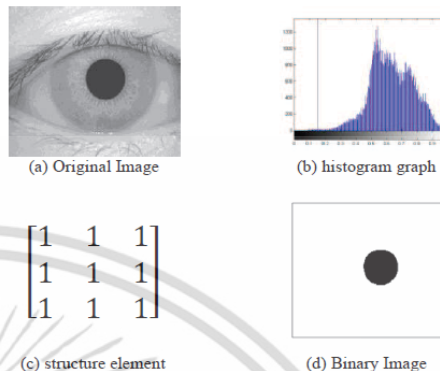 (a) Original Image
(b) histogram graph
1 1 1
1 1 1
1 1 1
(c) structure element
(d) Binary Image